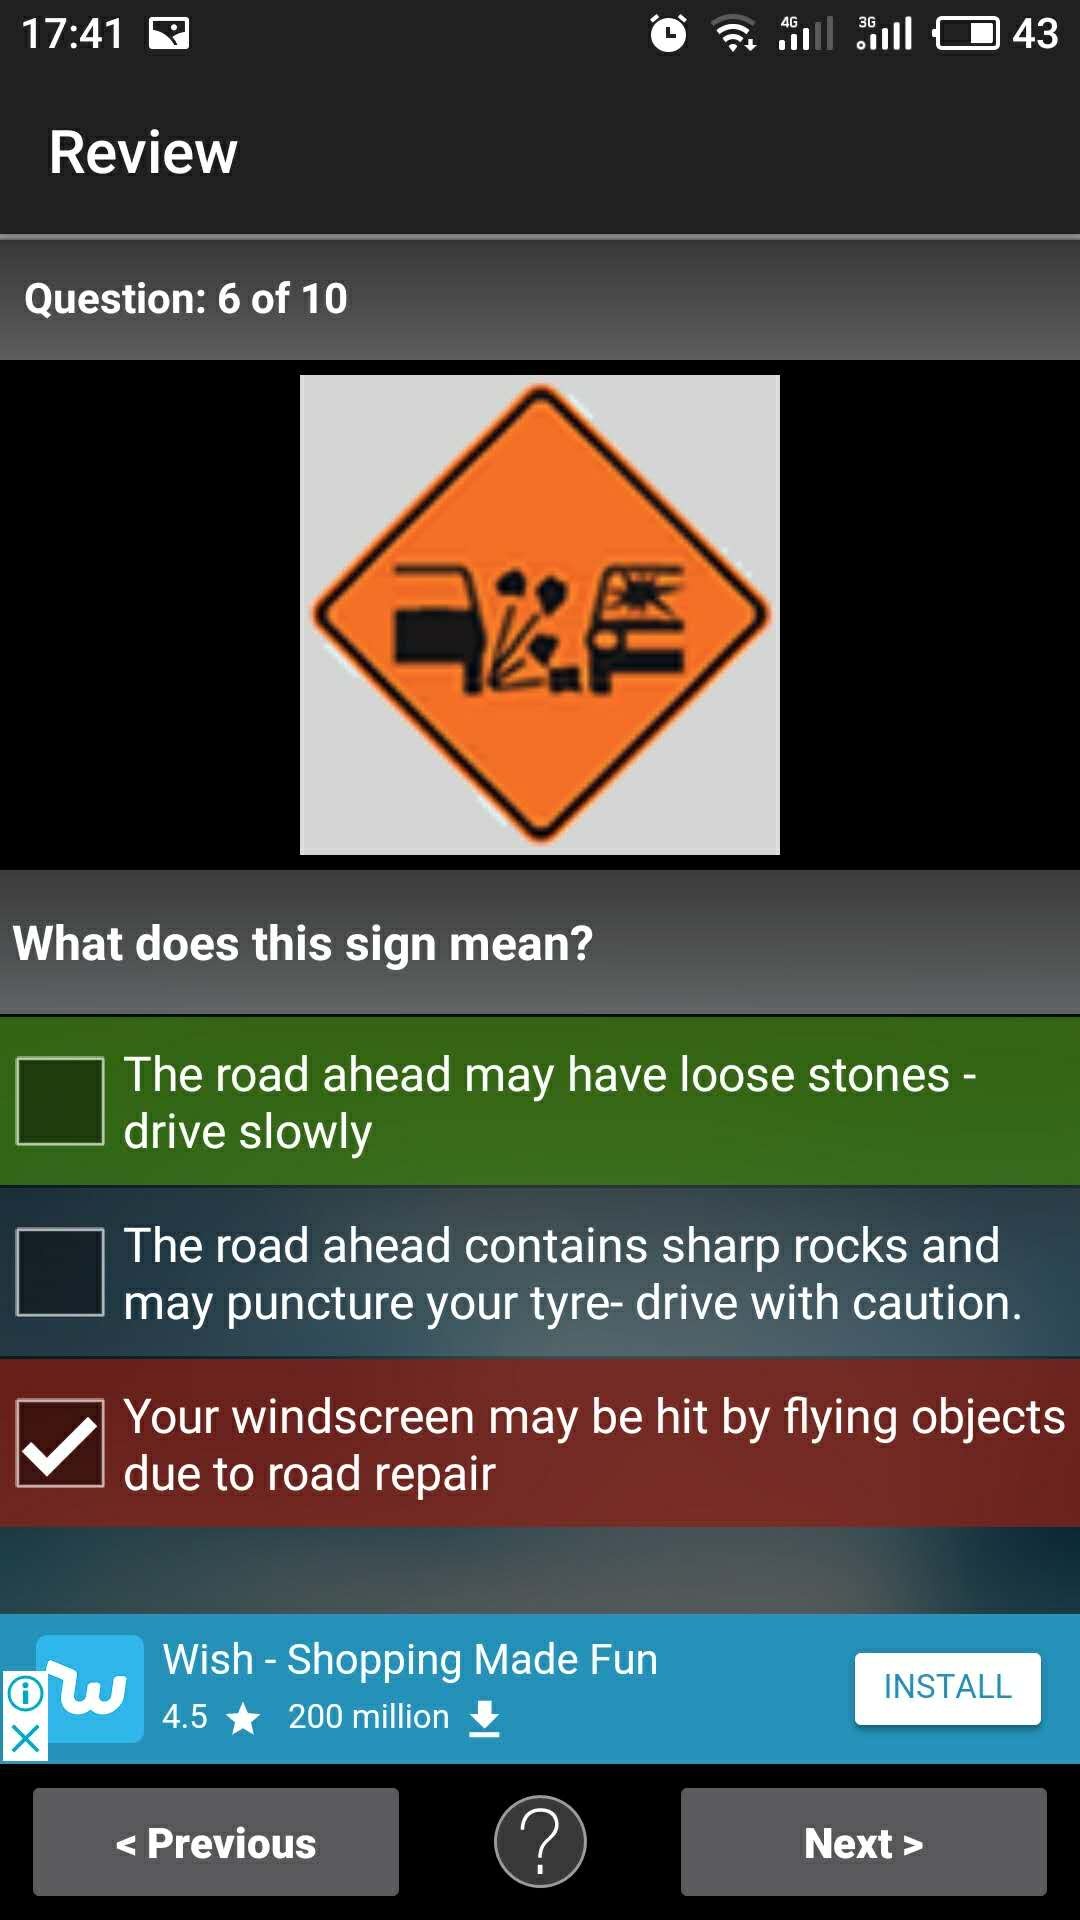 17:41
4G
3G
43
Review
Question: 6 of 10
What does this sign mean?
The road ahead may have loose stones -
drive slowly
The road ahead contains sharp rocks and
may puncture your tyre- drive with caution.
Your windscreen may be hit by flying objects
due to road repair
Wish - Shopping Made Fun
4.5 ★ 200 million
INSTALL
< Previous
?
Next >